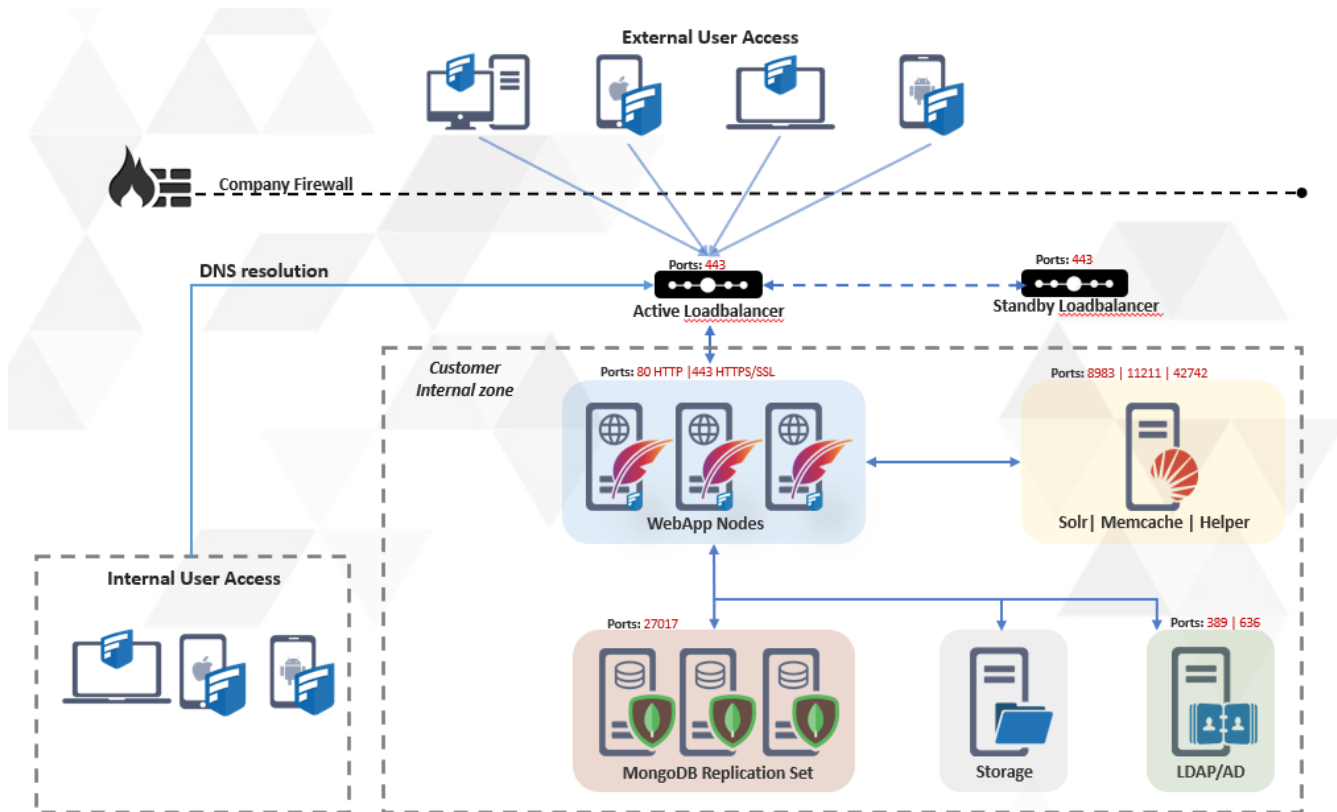 External User Access
Company Firewall
DNS resolution
Ports: 443
Active Loadbalancer
Ports: 443
Standby Loadbalancer
Customer
Internal zone
Ports: 80 HTTP |443 HTTPS/SSL
WebApp Nodes
Ports: 8983 | 11211 | 42742
Solr| Memcache | Helper
Internal User Access
Ports: 27017
MongoDB Replication Set
Storage
Ports: 389 | 636
LDAP/AD